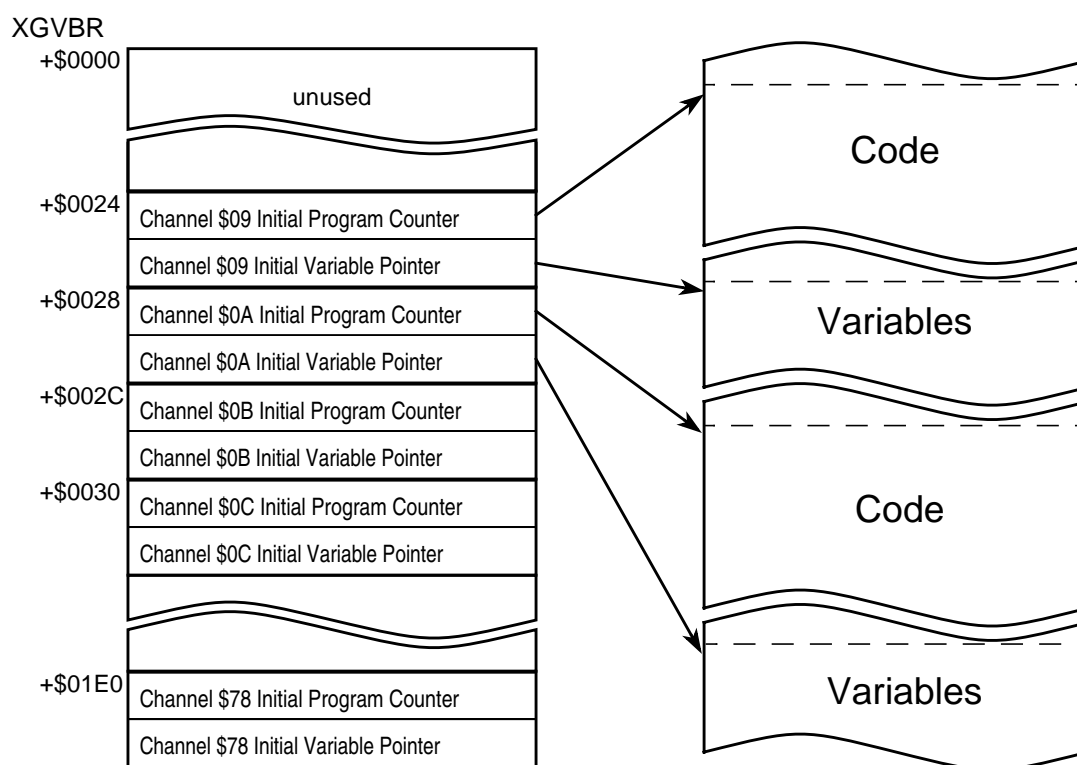 XGVBR
+$0000
unused
+$0024
Channel $09 Initial Program Counter
Channel $09 Initial Variable Pointer
+$0028
Channel $0A Initial Program Counter
Channel $0A Initial Variable Pointer
+$002C
Channel $0B Initial Program Counter
Channel $0B Initial Variable Pointer
+$0030
Channel $0C Initial Program Counter
Channel $0C Initial Variable Pointer
+$01E0
Channel $78 Initial Program Counter
Channel $78 Initial Variable Pointer
Code
Variables
Code
Variables